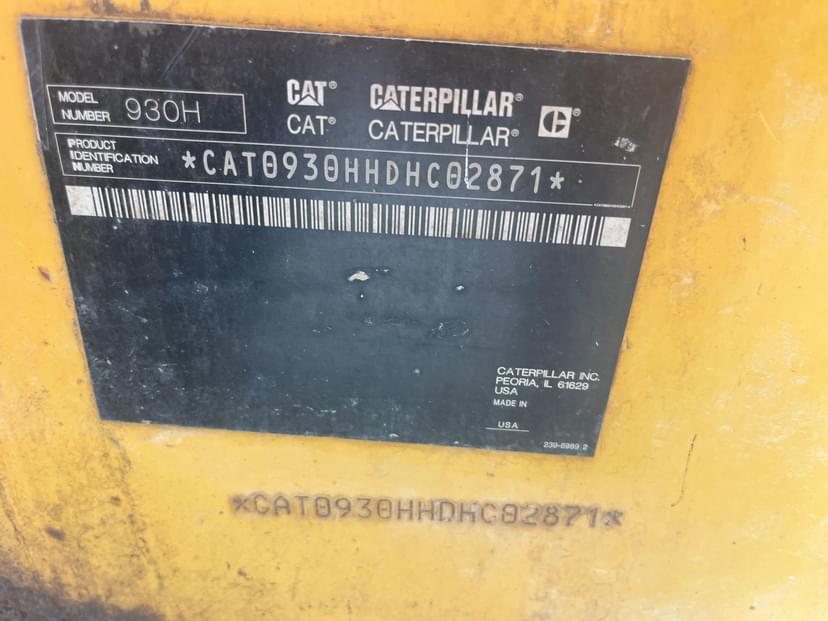 MODEL NUMBER 930H
CAT® CATERPILLAR®
CAT® CATERPILLAR® C
PRODUCT IDENTIFICATION NUMBER *CAT0930HHDHC02871*
CATERPILLAR INC.
PEORIA, IL 61629
USA
MADE IN
USA
239-6989 2
*CAT0930HHDHC02871*